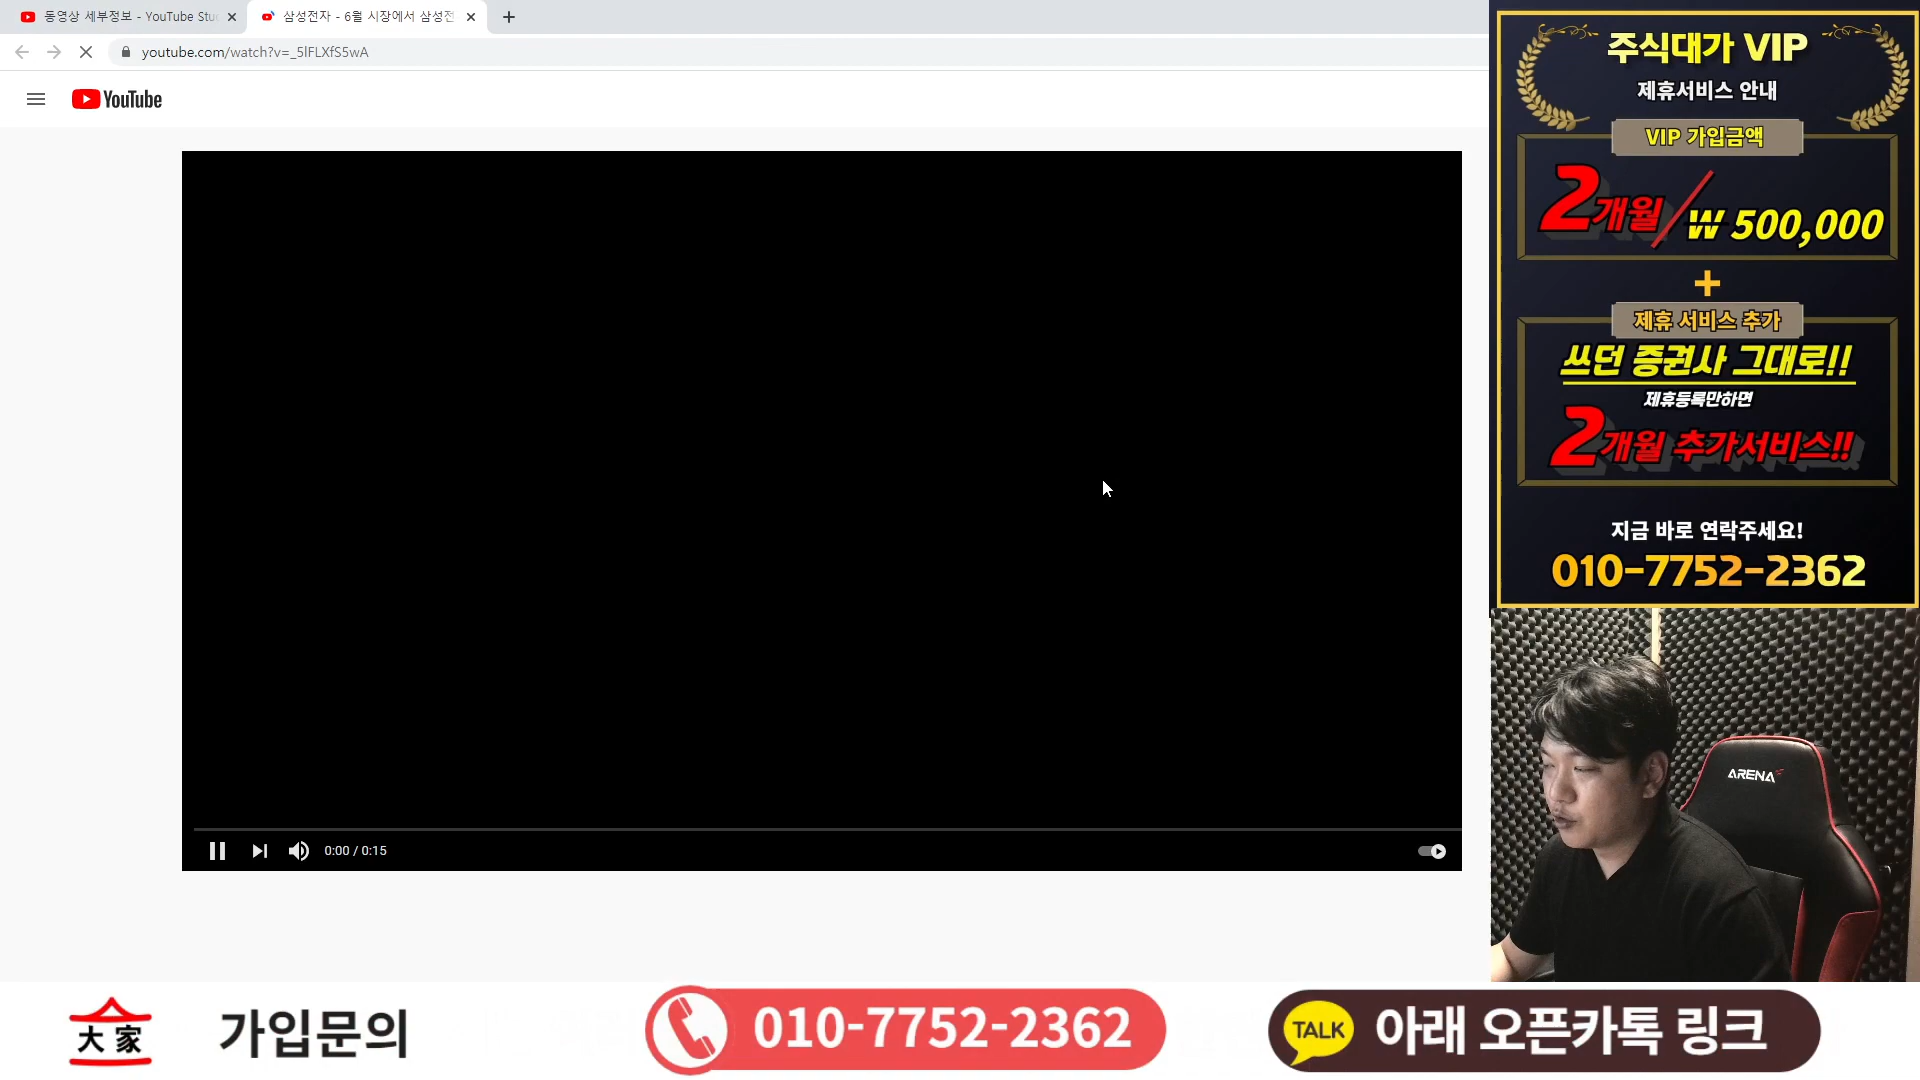 동영상 세부정보 - YouTube Stu
삼성전자 - 6월 시장에서 삼성전
youtube.com/watch?v=_5lFLXfS5wA
YouTube
0:00 / 0:15
주식대가 VIP
제휴서비스 안내
VIP 가입금액
2개월 / ₩ 500,000
+
제휴 서비스 추가
쓰던 증권사 그대로!!
제휴등록만하면
2개월 추가서비스!!
지금 바로 연락주세요!
010-7752-2362
ARENA
大家
가입문의
010-7752-2362
TALK
아래 오픈카톡 링크